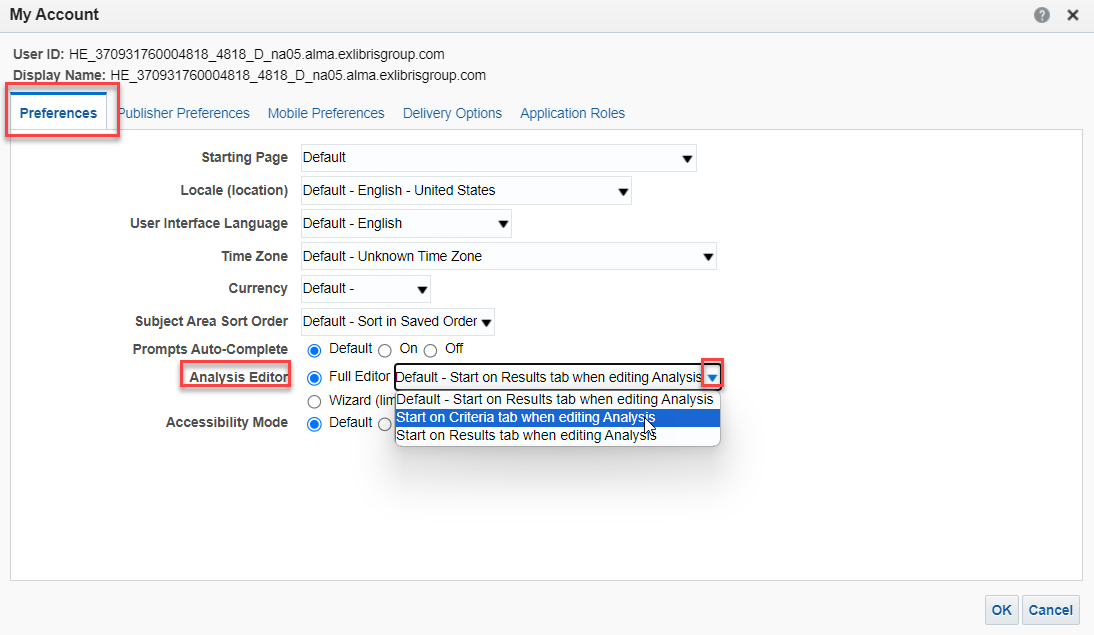 My Account
User ID: HE_370931760004818_4818_D_na05.alma.exlibrisgroup.com
Display Name: HE_370931760004818_4818_D_na05.alma.exlibrisgroup.com
Preferences Publisher Preferences Mobile Preferences Delivery Options Application Roles
Starting Page Default
Locale (location) Default - English - United States
User Interface Language Default - English
Time Zone Default - Unknown Time Zone
Currency Default -
Subject Area Sort Order Default - Sort in Saved Order
Prompts Auto-Complete Default On Off
Analysis Editor Full Editor Default - Start on Results tab when editing Analysis
Wizard (lim Default - Start on Results tab when editing Analysis
Start on Criteria tab when editing Analysis
Accessibility Mode Default Start on Results tab when editing Analysis
OK Cancel